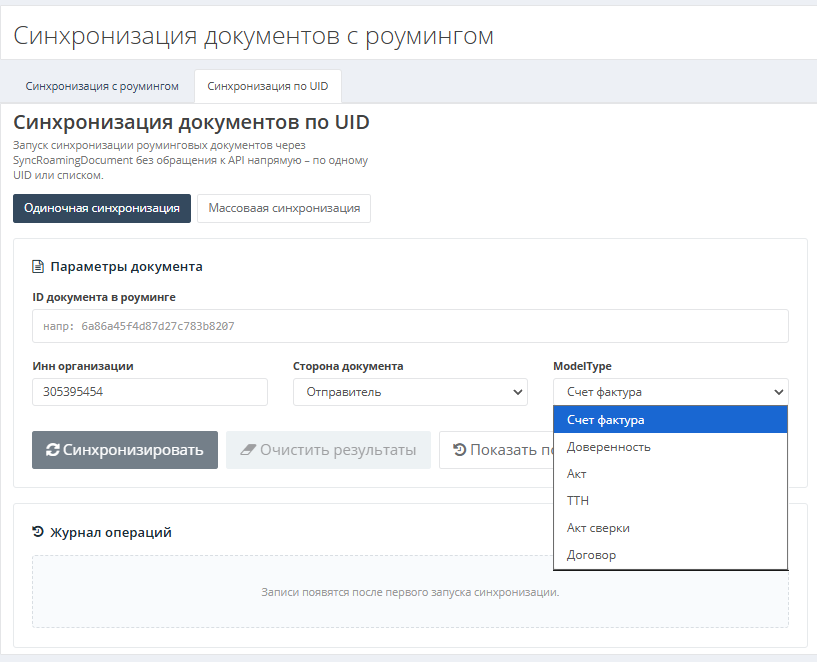 Синхронизация документов с роумингом
Синхронизация с роумингом
Синхронизация по UID
Синхронизация документов по UID
Запуск синхронизации роуминговых документов через
SyncRoamingDocument без обращения к API напрямую – по одному
UID или списком.
Одиночная синхронизация
Массоваая синхронизация
Параметры документа
ID документа в роуминге
напр: 6a86a45f4d87d27c783b8207
Инн организации
Сторона документа
ModelType
305395454
Отправитель
Счет фактура
Счет фактура
Доверенность
Акт
ТТН
Акт сверки
Договор
Синхронизировать
Очистить результаты
Показать по
Журнал операций
Записи появятся после первого запуска синхронизации.